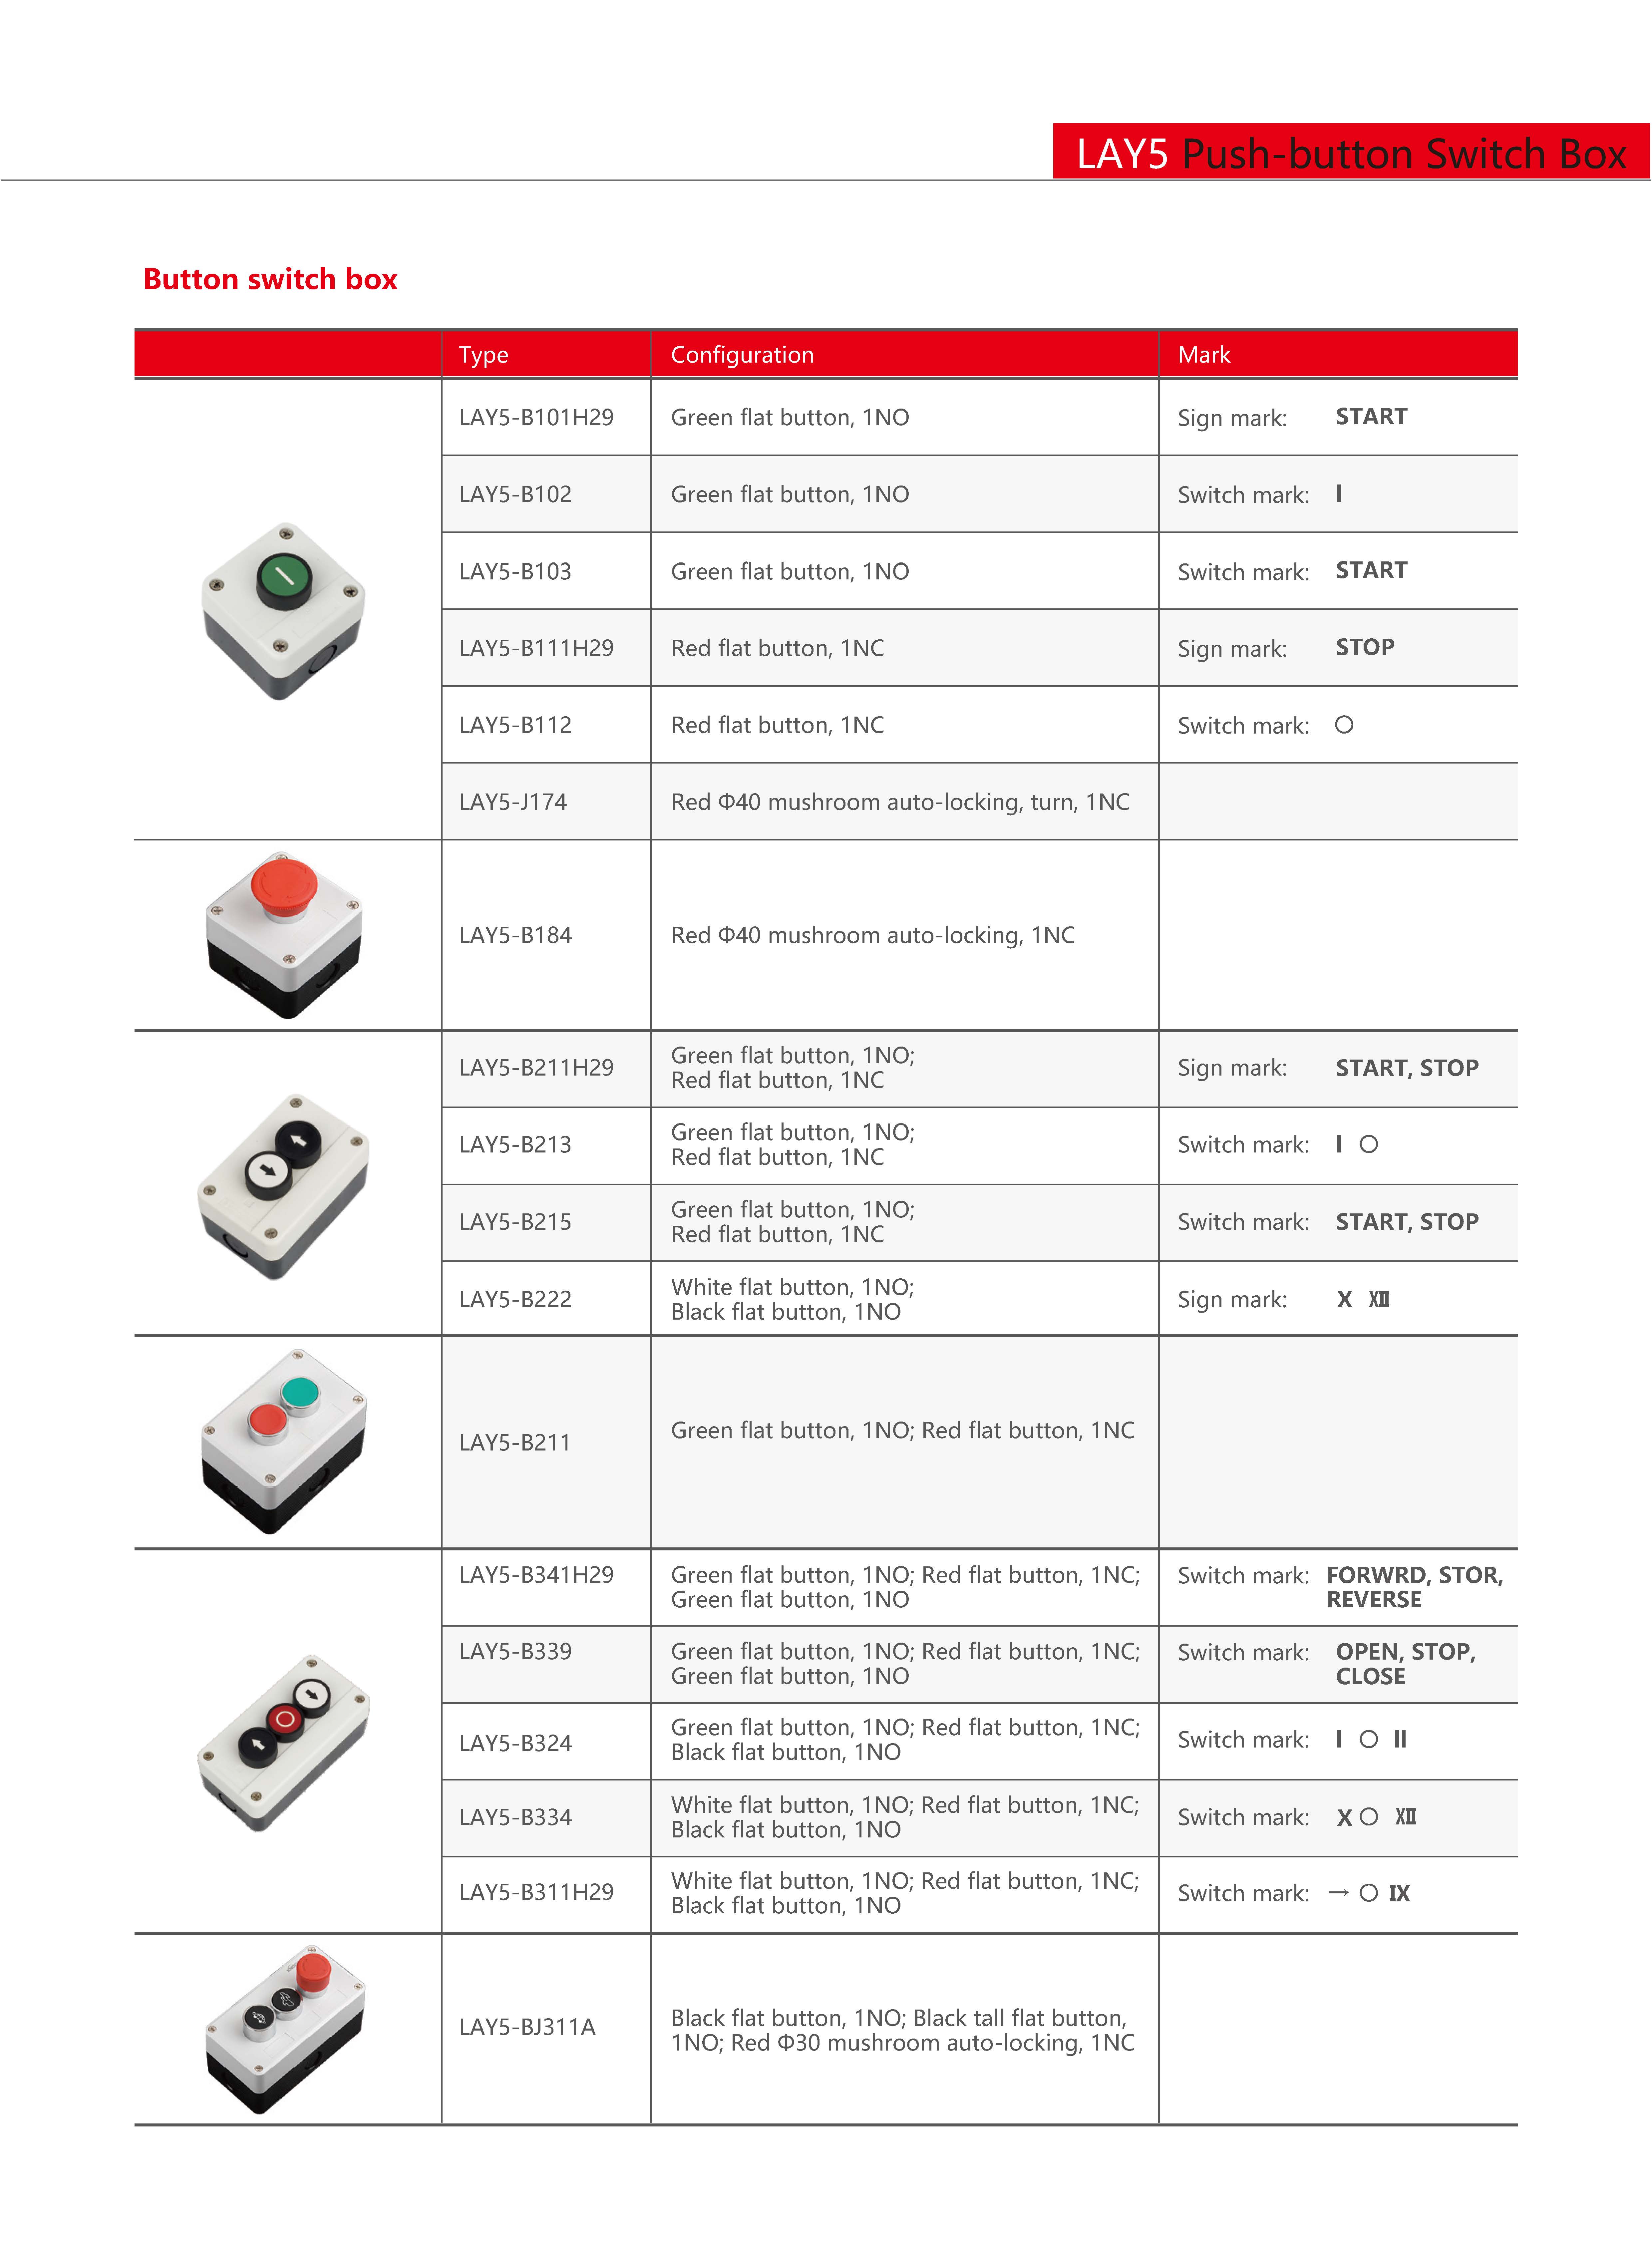 LAY5 Push-button Switch Box
Button switch box
Type Configuration Mark
LAY5-B101H29 Green flat button, 1NO Sign mark: START
LAY5-B102 Green flat button, 1NO Switch mark: I
LAY5-B103 Green flat button, 1NO Switch mark: START
LAY5-B111H29 Red flat button, 1NC Sign mark: STOP
LAY5-B112 Red flat button, 1NC Switch mark: ○
LAY5-J174 Red Φ40 mushroom auto-locking, turn, 1NC
LAY5-B184 Red Φ40 mushroom auto-locking, 1NC
LAY5-B211H29 Green flat button, 1NO;
Red flat button, 1NC Sign mark: START, STOP
LAY5-B213 Green flat button, 1NO;
Red flat button, 1NC Switch mark: I ○
LAY5-B215 Green flat button, 1NO;
Red flat button, 1NC Switch mark: START, STOP
LAY5-B222 White flat button, 1NO;
Black flat button, 1NO Sign mark: X XII
LAY5-B211 Green flat button, 1NO; Red flat button, 1NC
LAY5-B341H29 Green flat button, 1NO; Red flat button, 1NC; Switch mark: FORWRD, STOR,
Green flat button, 1NO REVERSE
LAY5-B339 Green flat button, 1NO; Red flat button, 1NC; Switch mark: OPEN, STOP,
Green flat button, 1NO CLOSE
LAY5-B324 Green flat button, 1NO; Red flat button, 1NC;
Black flat button, 1NO Switch mark: I ○ II
LAY5-B334 White flat button, 1NO; Red flat button, 1NC;
Black flat button, 1NO Switch mark: X ○ XII
LAY5-B311H29 White flat button, 1NO; Red flat button, 1NC;
Black flat button, 1NO Switch mark: → ○ IX
LAY5-BJ311A Black flat button, 1NO; Black tall flat button,
1NO; Red Φ30 mushroom auto-locking, 1NC